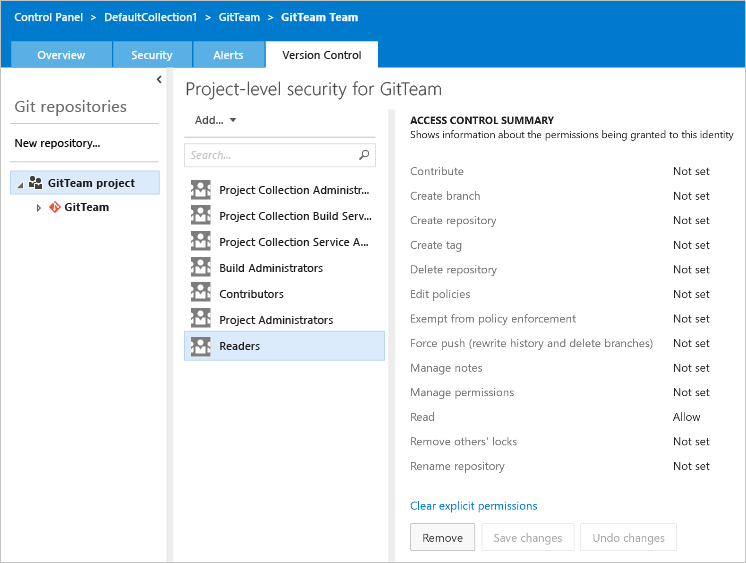 Control Panel > DefaultCollection1 > GitTeam > GitTeam Team
Overview Security Alerts Version Control
Git repositories
New repository...
GitTeam project
GitTeam
Project-level security for GitTeam
Add...
Search...
Project Collection Administr...
Project Collection Build Serv...
Project Collection Service A...
Build Administrators
Contributors
Project Administrators
Readers
ACCESS CONTROL SUMMARY
Shows information about the permissions being granted to this identity
Contribute Not set
Create branch Not set
Create repository Not set
Create tag Not set
Delete repository Not set
Edit policies Not set
Exempt from policy enforcement Not set
Force push (rewrite history and delete branches) Not set
Manage notes Not set
Manage permissions Not set
Read Allow
Remove others' locks Not set
Rename repository Not set
Clear explicit permissions
Remove Save changes Undo changes